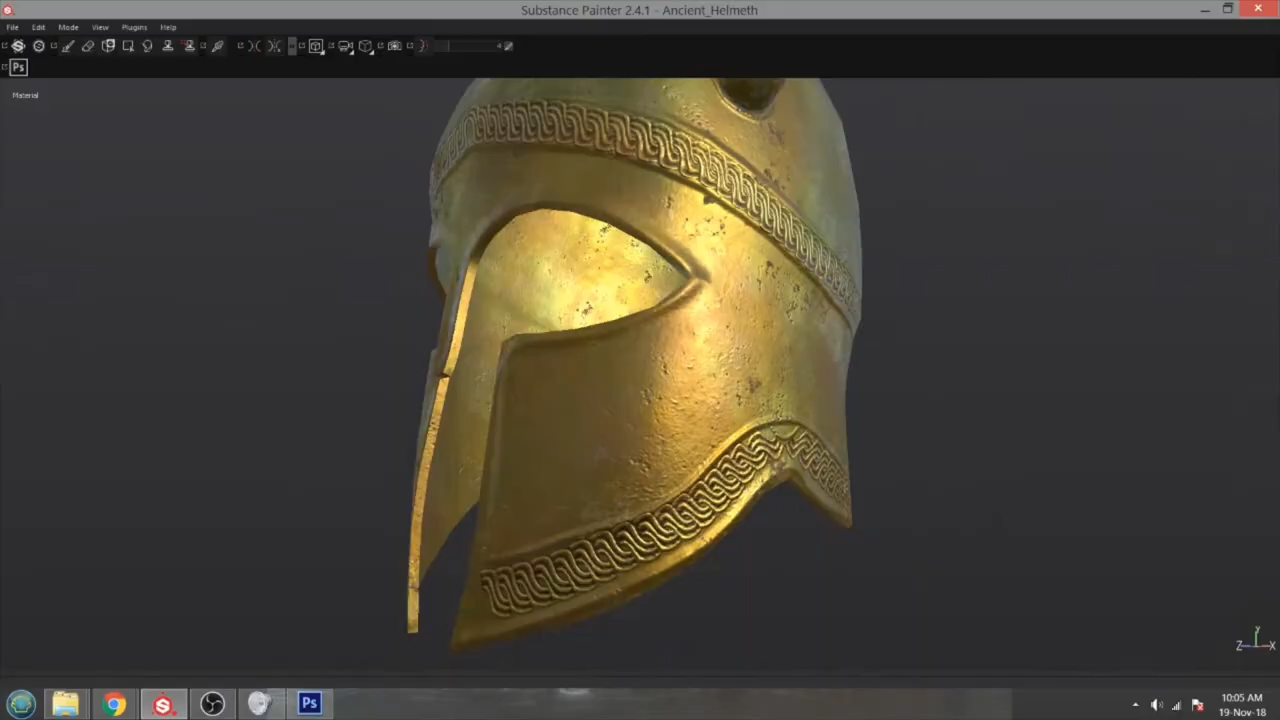 Substance Painter 2.4.1 - Ancient_Helmeth
File Edit Mode View Plugins Help
Ps
Material
Y
Z X
Ps
10:05 AM
19-Nov-18